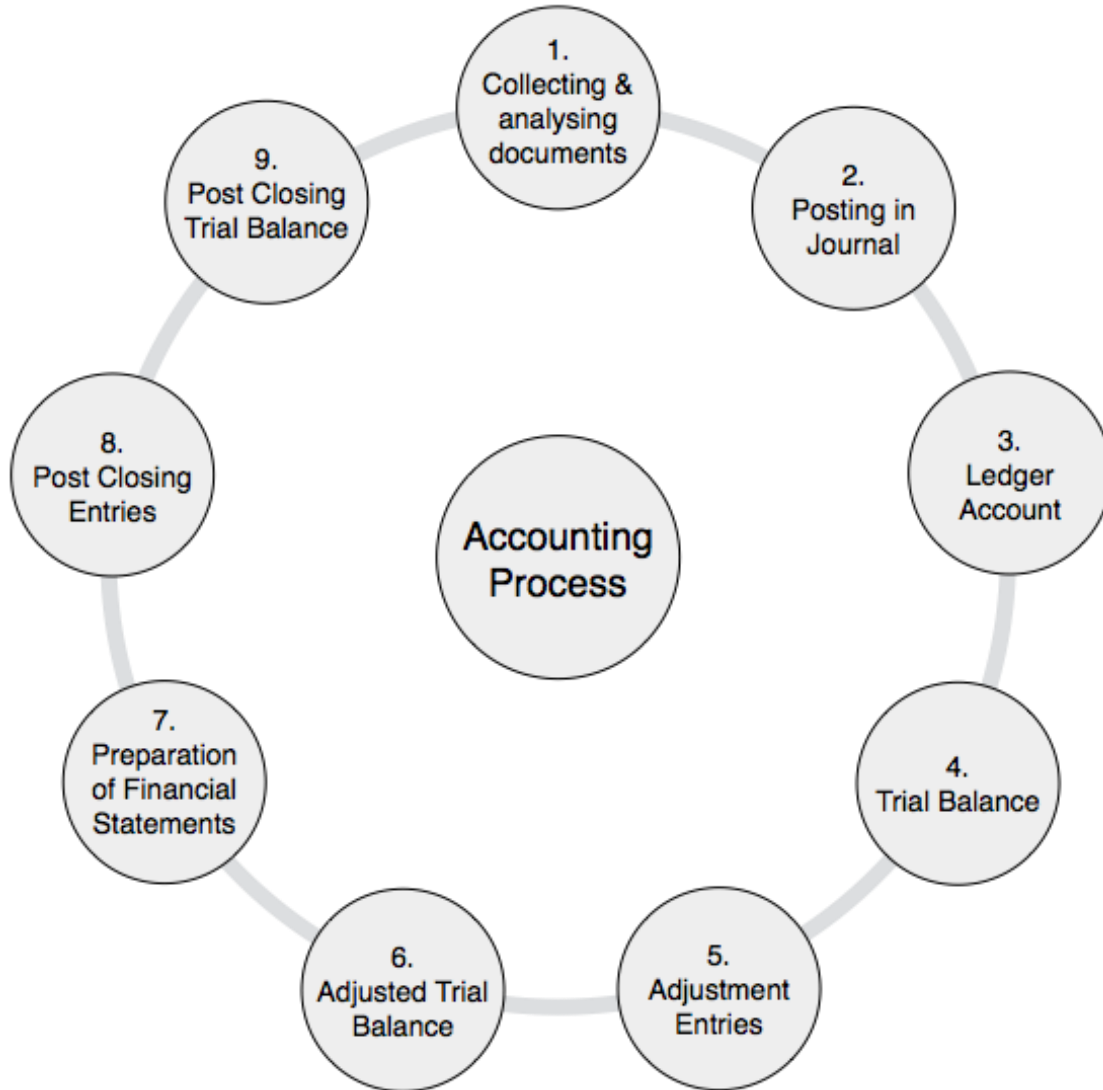 1.
Collecting &
analysing
documents
2.
Posting in
Journal
3.
Ledger
Account
4.
Trial Balance
5.
Adjustment
Entries
6.
Adjusted Trial
Balance
7.
Preparation
of Financial
Statements
8.
Post Closing
Entries
9.
Post Closing
Trial Balance
Accounting
Process